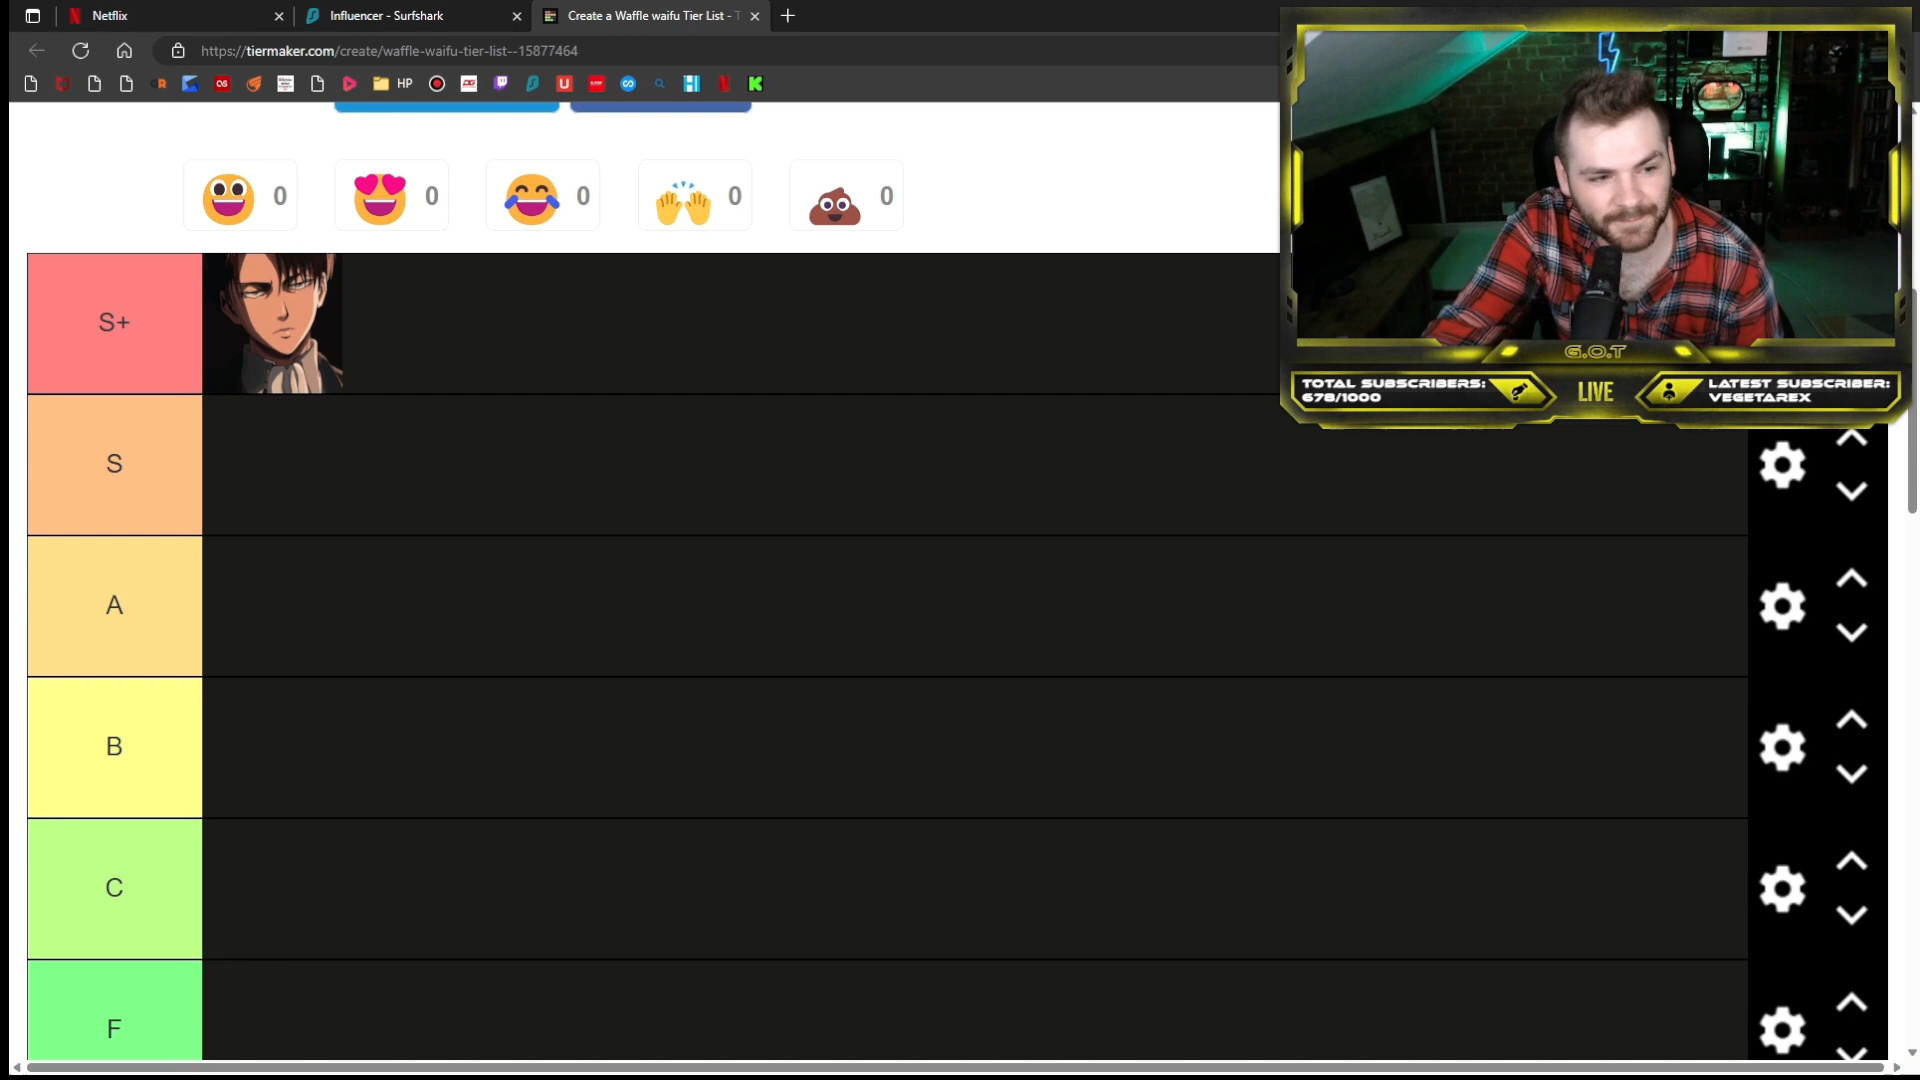 Netflix
Influencer - Surfshark
Create a Waffle waifu Tier List - T
https://tiermaker.com/create/waffle-waifu-tier-list--15877464
HP
0
0
0
0
0
S+
S
A
B
C
F
G.O.T
TOTAL SUBSCRIBERS:
678/1000
LIVE
LATEST SUBSCRIBER:
VEGETAREX